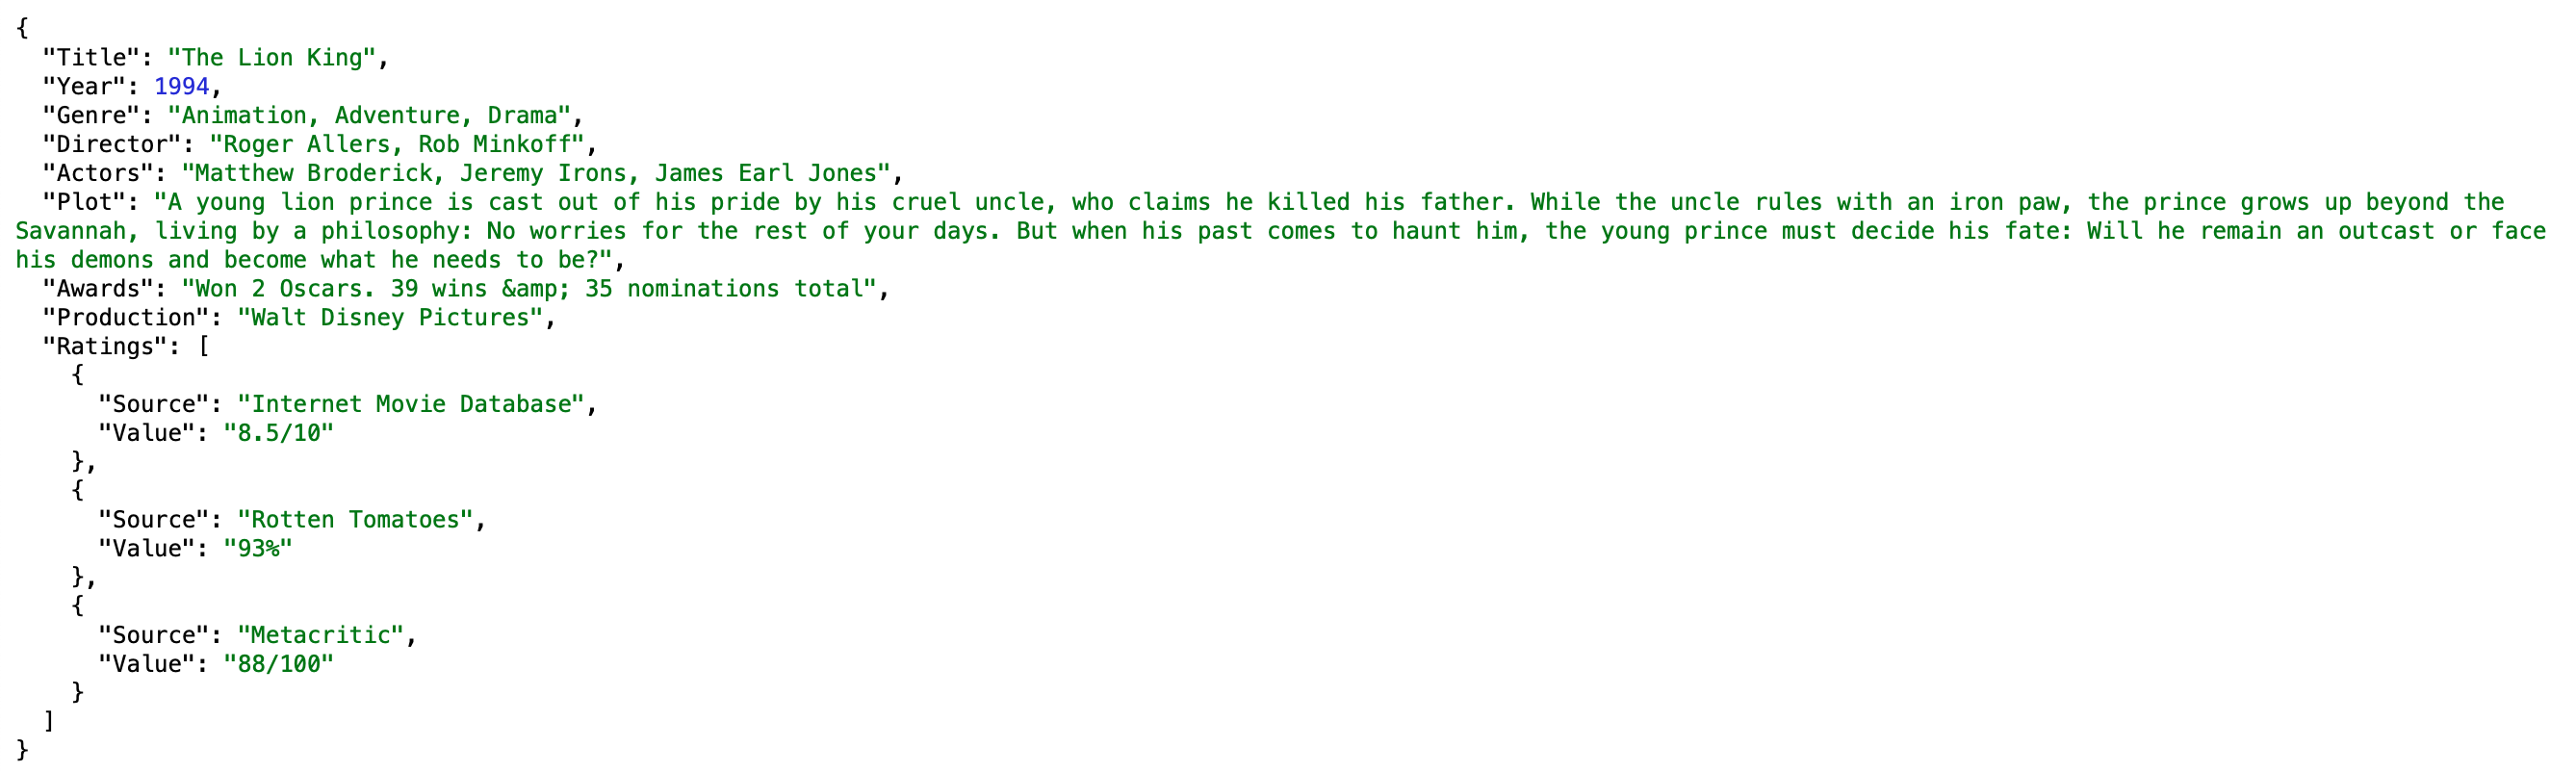 {
  "Title": "The Lion King",
  "Year": 1994,
  "Genre": "Animation, Adventure, Drama",
  "Director": "Roger Allers, Rob Minkoff",
  "Actors": "Matthew Broderick, Jeremy Irons, James Earl Jones",
  "Plot": "A young lion prince is cast out of his pride by his cruel uncle, who claims he killed his father. While the uncle rules with an iron paw, the prince grows up beyond the
Savannah, living by a philosophy: No worries for the rest of your days. But when his past comes to haunt him, the young prince must decide his fate: Will he remain an outcast or face
his demons and become what he needs to be?",
  "Awards": "Won 2 Oscars. 39 wins &amp; 35 nominations total",
  "Production": "Walt Disney Pictures",
  "Ratings": [
    {
      "Source": "Internet Movie Database",
      "Value": "8.5/10"
    },
    {
      "Source": "Rotten Tomatoes",
      "Value": "93%"
    },
    {
      "Source": "Metacritic",
      "Value": "88/100"
    }
  ]
}